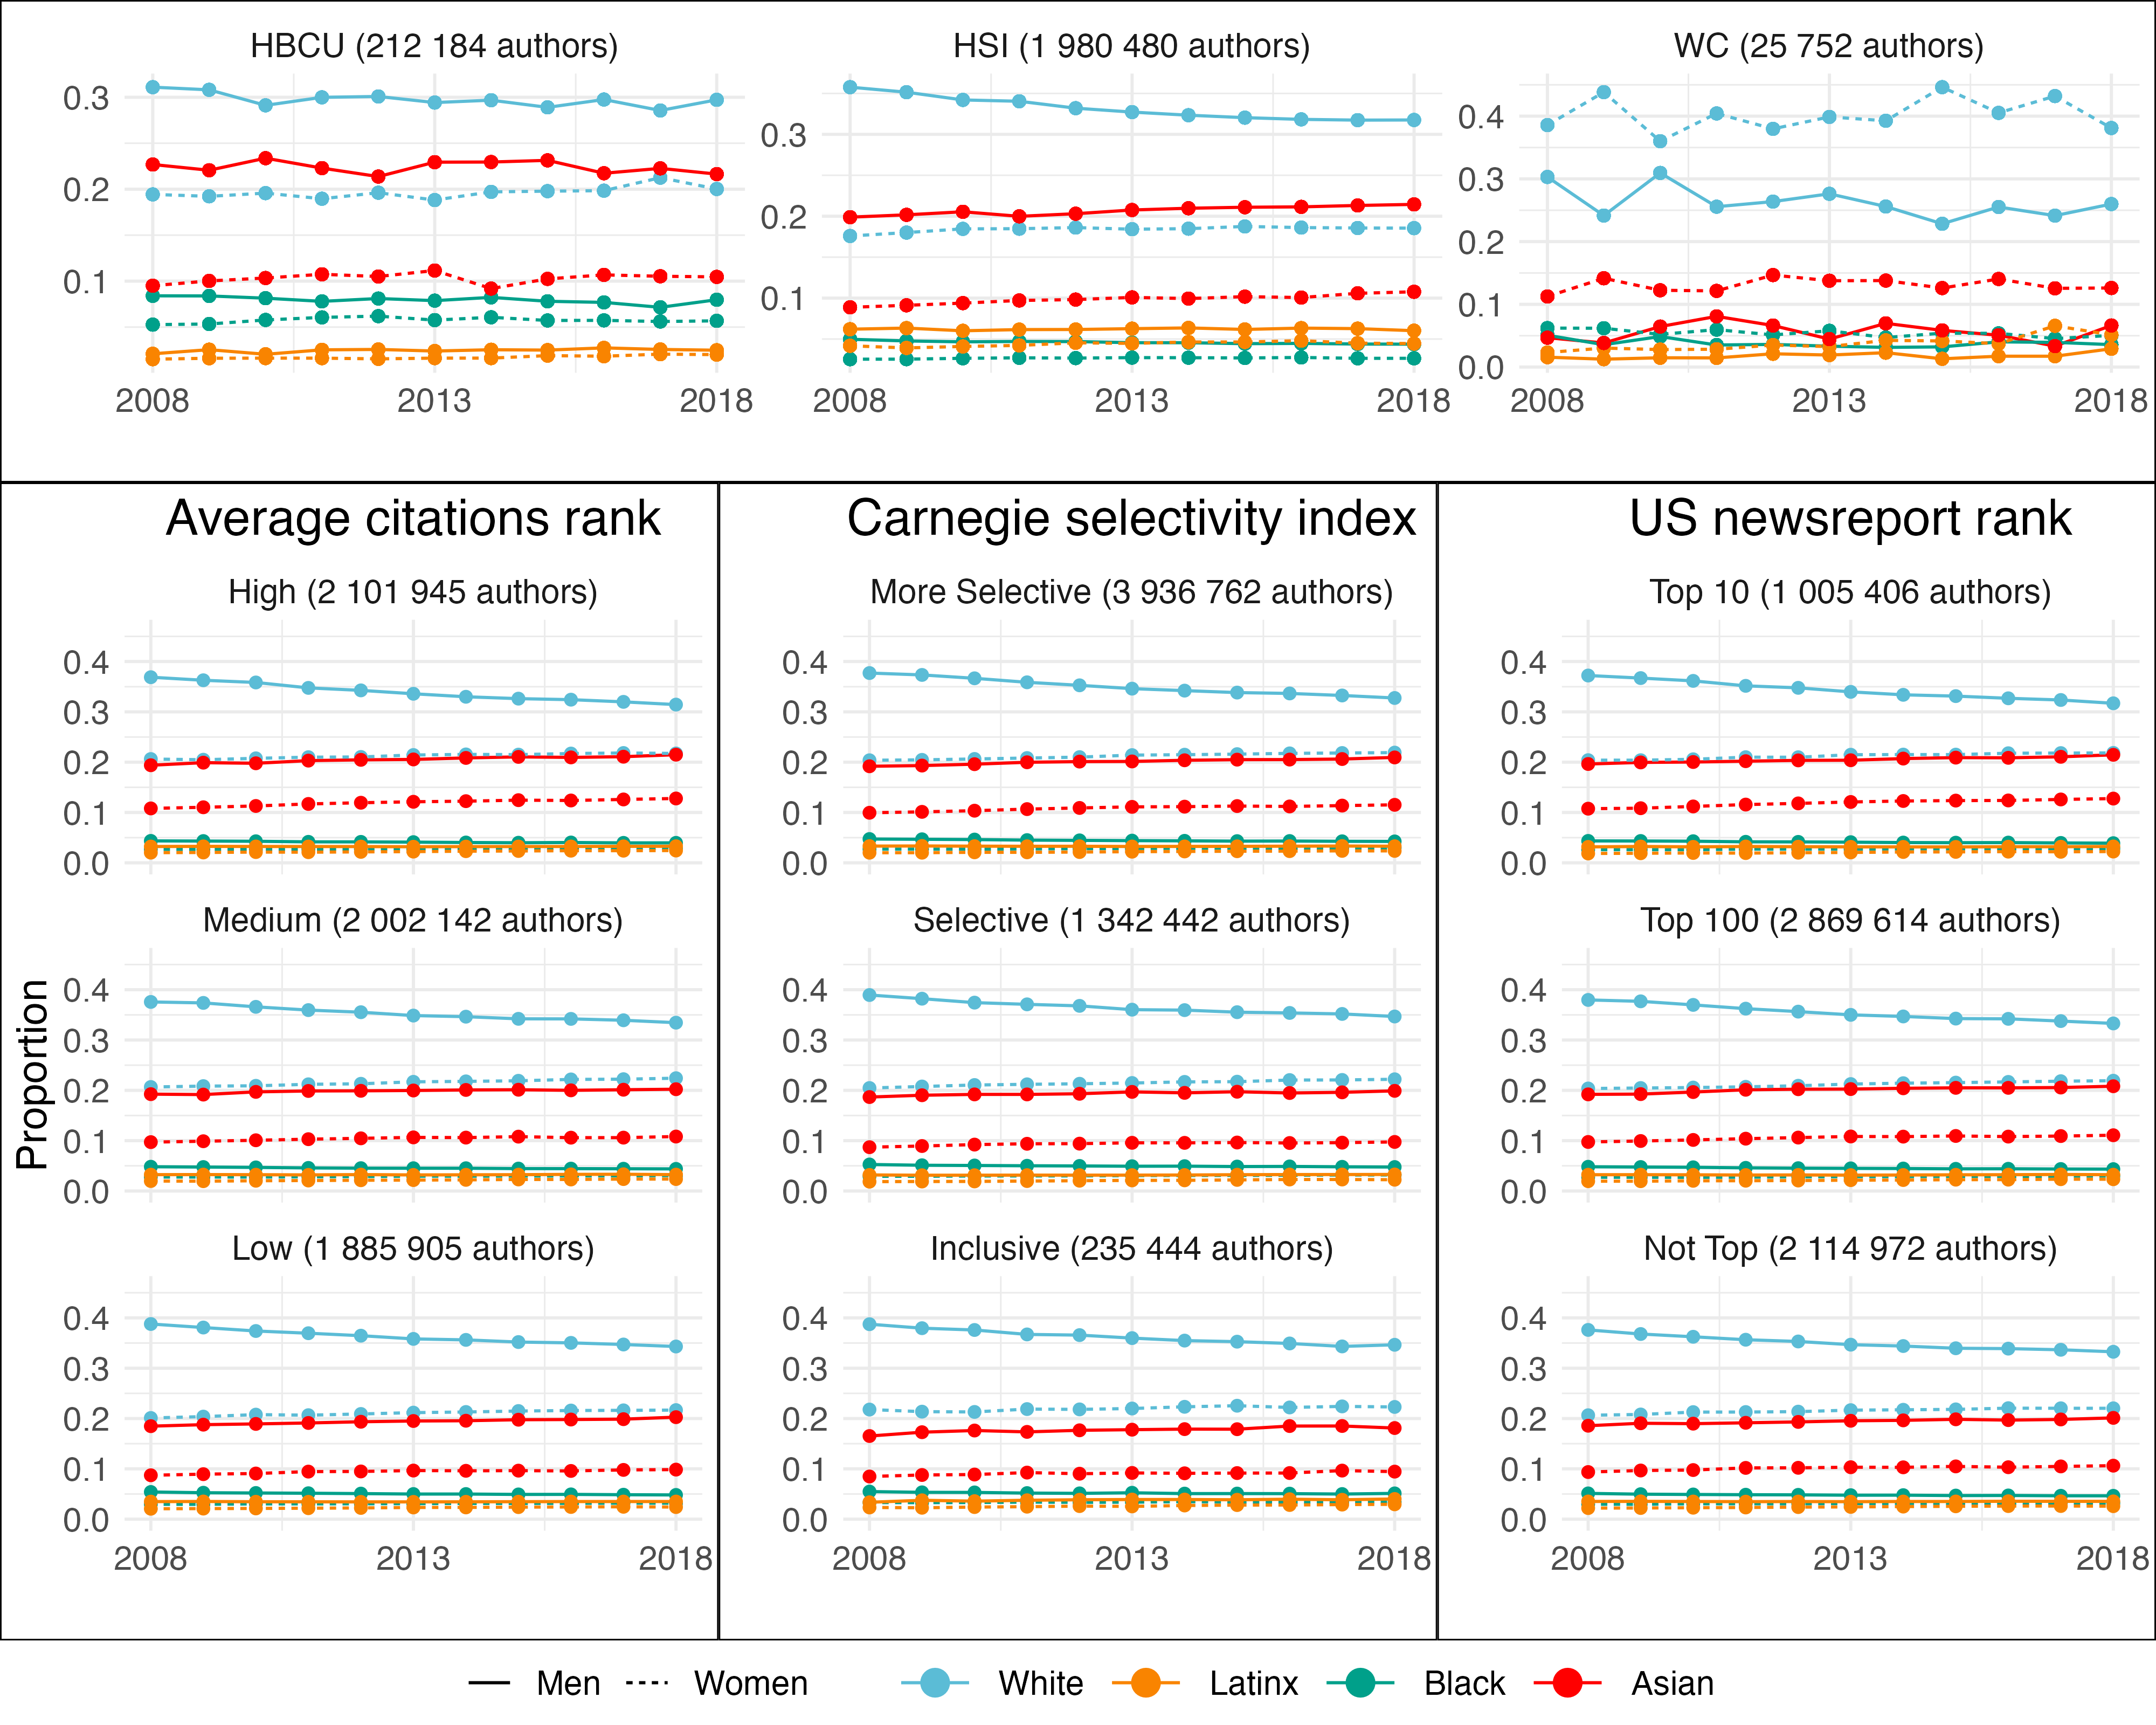 HBCU (212 184 authors)
HSI (1 980 480 authors)
WC (25 752 authors)
0.3
0.2
0.1
2008 2013 2018
0.3
0.2
0.1
2008 2013 2018
0.4
0.3
0.2
0.1
0.0
2008 2013 2018
Proportion
Average citations rank
High (2 101 945 authors)
0.4
0.3
0.2
0.1
0.0
Medium (2 002 142 authors)
0.4
0.3
0.2
0.1
0.0
Low (1 885 905 authors)
0.4
0.3
0.2
0.1
0.0
2008 2013 2018
Carnegie selectivity index
More Selective (3 936 762 authors)
0.4
0.3
0.2
0.1
0.0
Selective (1 342 442 authors)
0.4
0.3
0.2
0.1
0.0
Inclusive (235 444 authors)
0.4
0.3
0.2
0.1
0.0
2008 2013 2018
US newsreport rank
Top 10 (1 005 406 authors)
0.4
0.3
0.2
0.1
0.0
Top 100 (2 869 614 authors)
0.4
0.3
0.2
0.1
0.0
Not Top (2 114 972 authors)
0.4
0.3
0.2
0.1
0.0
2008 2013 2018
Men Women White Latinx Black Asian